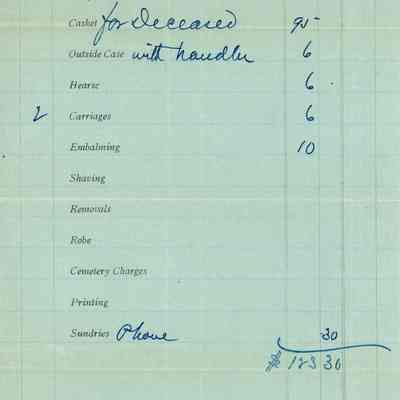 Casket for Deceased 95-
Outside Case with handles 6
Hearse 6
2 Carriages 6
Embalming 10
Shaving
Removals
Robe
Cemetery Charges
Printing
Sundries Phone .30
123 30